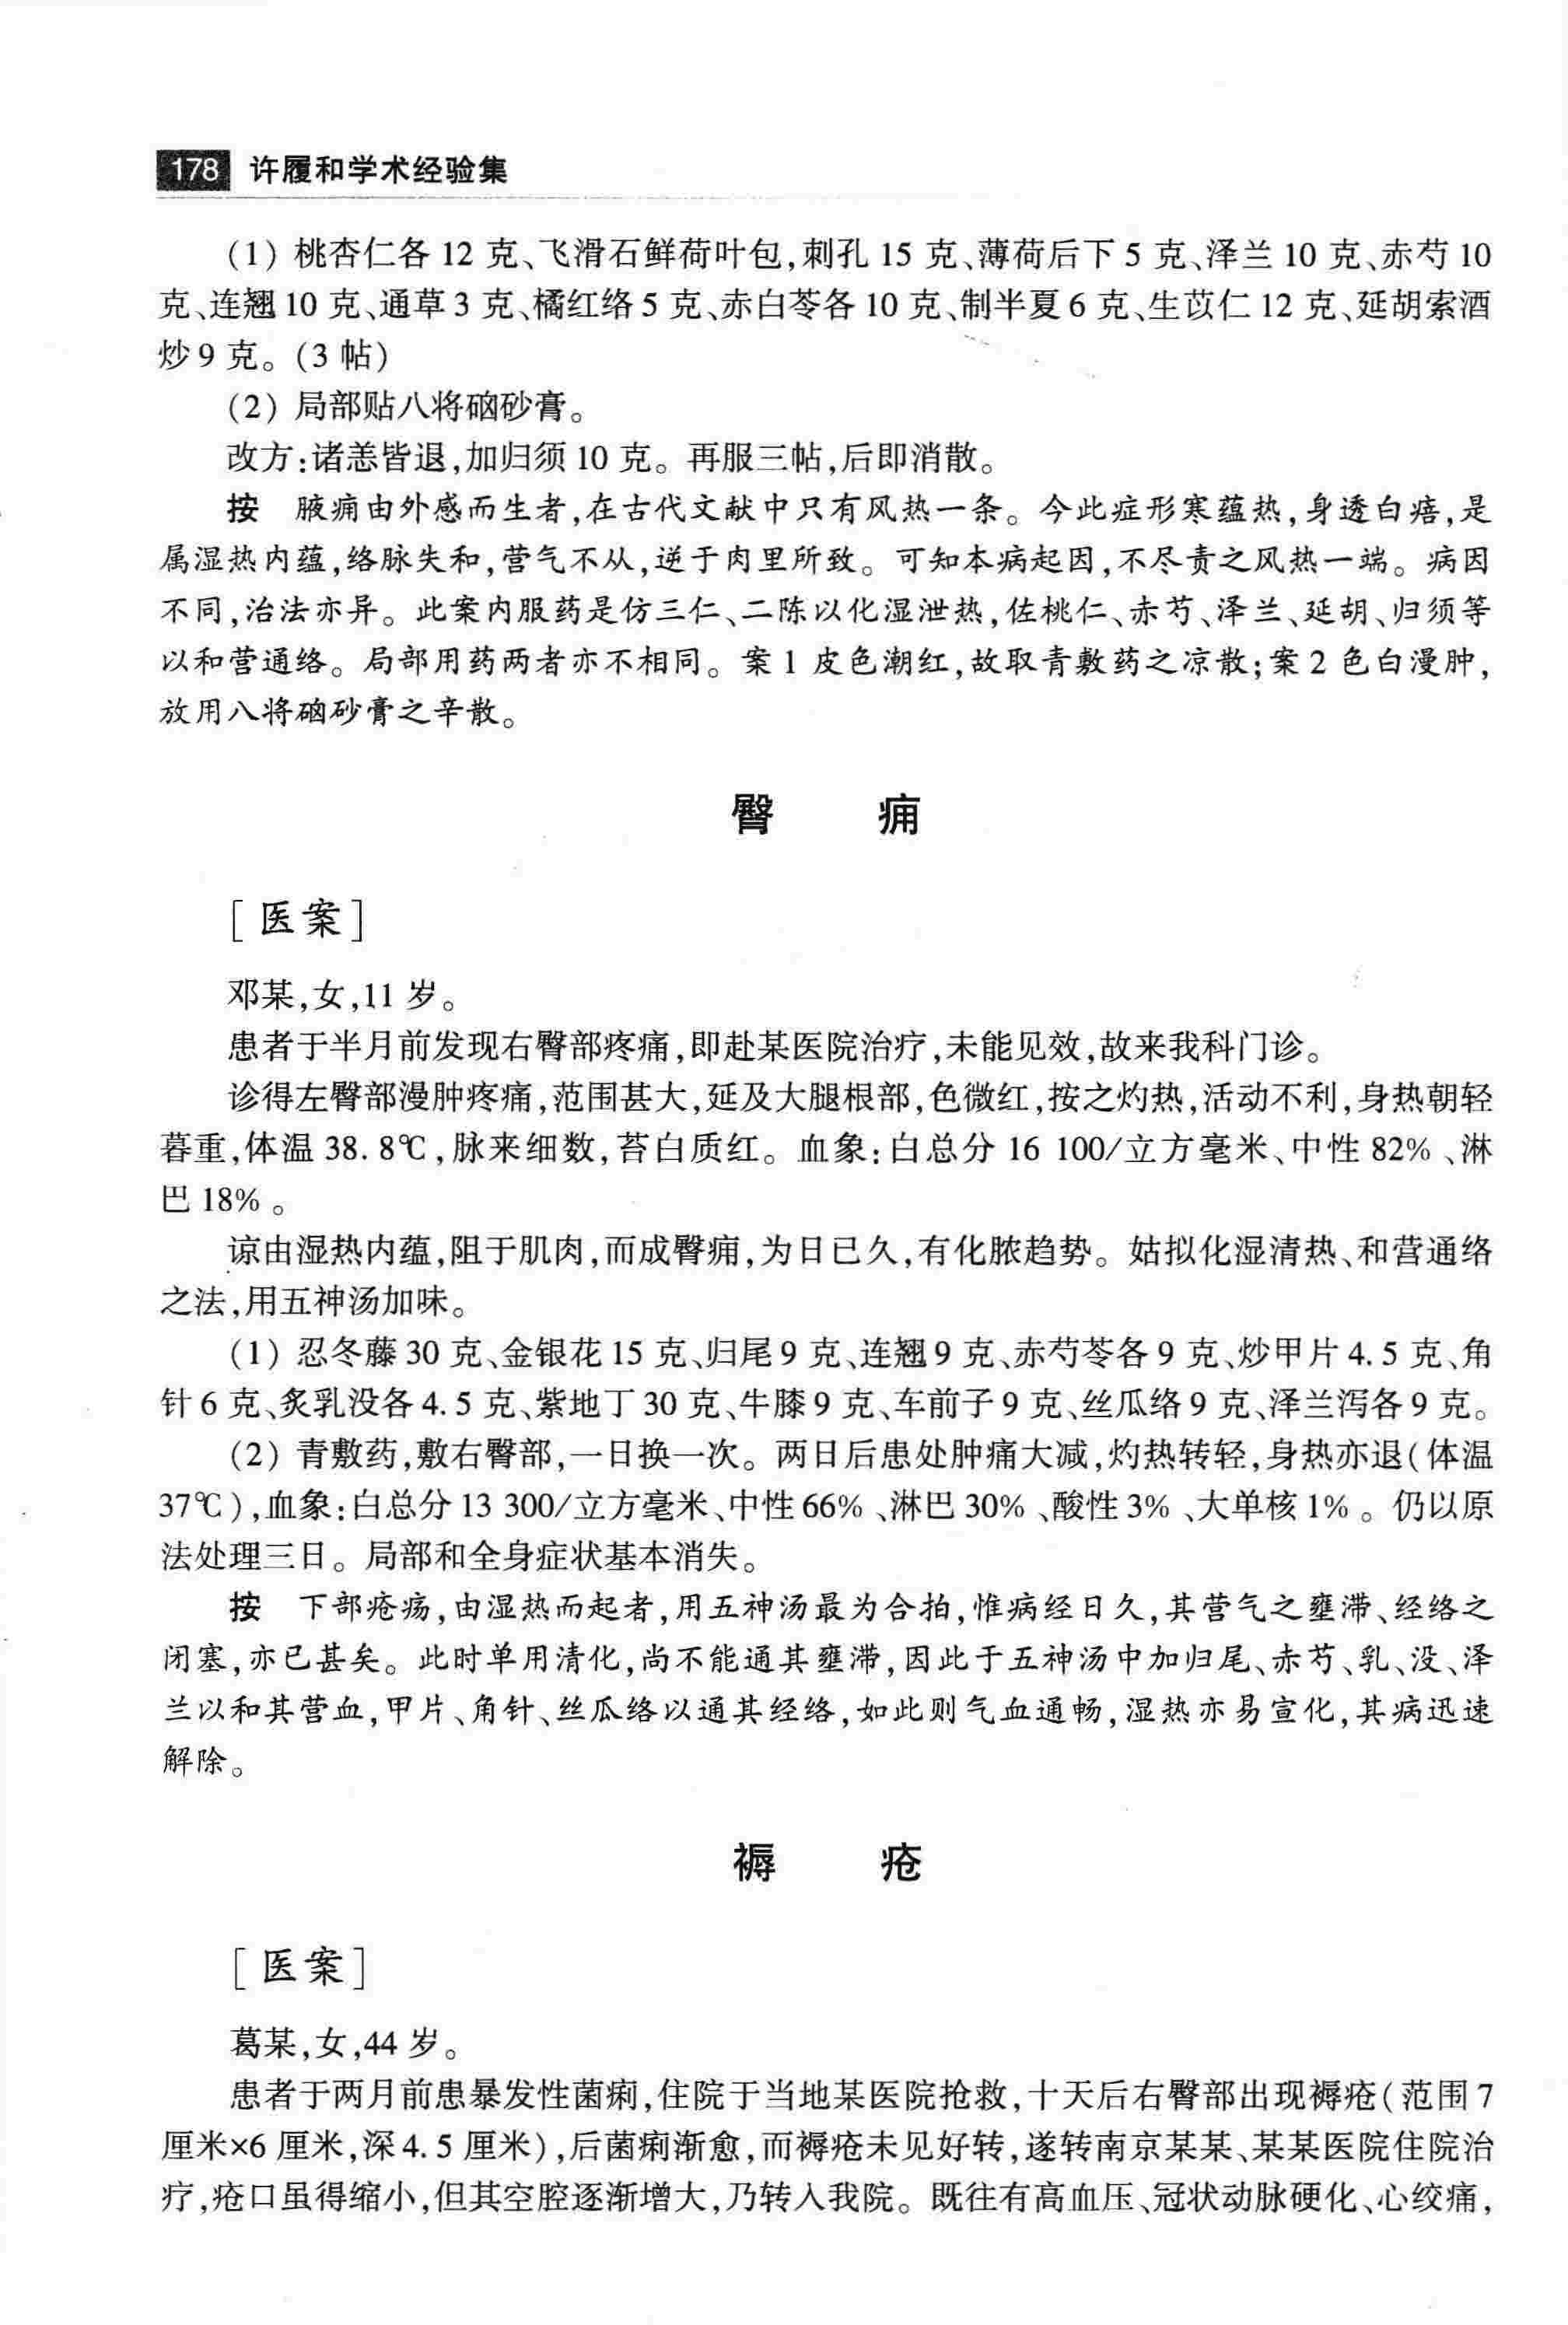 178 许履和学术经验集
(1) 桃杏仁各 12 克、飞滑石鲜荷叶包,刺孔 15 克、薄荷后下 5 克、泽兰 10 克、赤芍 10
克、连翘 10 克、通草 3 克、橘红络 5 克、赤白苓各 10 克、制半夏 6 克、生苡仁 12 克、延胡索酒
炒 9 克。(3 帖)
(2) 局部贴八将硇砂膏。
改方:诸恙皆退,加归须 10 克。再服三帖,后即消散。
按 腋痈由外感而生者,在古代文献中只有风热一条。今此症形寒蕴热,身透白㾦,是
属湿热内蕴,络脉失和,营气不从,逆于肉里所致。可知本病起因,不尽责之风热一端。病因
不同,治法亦异。此案内服药是仿三仁、二陈以化湿泄热,佐桃仁、赤芍、泽兰、延胡、归须等
以和营通络。局部用药两者亦不相同。案 1 皮色潮红,故取青敷药之凉散;案 2 色白漫肿,
放用八将硇砂膏之辛散。
臀 痈
[医案]
邓某,女,11 岁。
患者于半月前发现右臀部疼痛,即赴某医院治疗,未能见效,故来我科门诊。
诊得左臀部漫肿疼痛,范围甚大,延及大腿根部,色微红,按之灼热,活动不利,身热朝轻
暮重,体温 38. 8℃,脉来细数,苔白质红。血象:白总分 16 100/立方毫米、中性 82% 、淋
巴 18% 。
谅由湿热内蕴,阻于肌肉,而成臀痈,为日已久,有化脓趋势。姑拟化湿清热、和营通络
之法,用五神汤加味。
(1) 忍冬藤 30 克、金银花 15 克、归尾 9 克、连翘 9 克、赤芍苓各 9 克、炒甲片 4. 5 克、角
针 6 克、炙乳没各 4. 5 克、紫地丁 30 克、牛膝 9 克、车前子 9 克、丝瓜络 9 克、泽兰泻各 9 克。
(2) 青敷药,敷右臀部,一日换一次。两日后患处肿痛大减,灼热转轻,身热亦退(体温
37℃),血象:白总分 13 300/立方毫米、中性 66% 、淋巴 30% 、酸性 3% 、大单核 1% 。仍以原
法处理三日。局部和全身症状基本消失。
按 下部疮疡,由湿热而起者,用五神汤最为合拍,惟病经日久,其营气之壅滞、经络之
闭塞,亦已甚矣。此时单用清化,尚不能通其壅滞,因此于五神汤中加归尾、赤芍、乳、没、泽
兰以和其营血,甲片、角针、丝瓜络以通其经络,如此则气血通畅,湿热亦易宣化,其病迅速
解除。
褥 疮
[医案]
葛某,女,44 岁。
患者于两月前患暴发性菌痢,住院于当地某医院抢救,十天后右臀部出现褥疮(范围 7
厘米×6 厘米,深 4. 5 厘米),后菌痢渐愈,而褥疮未见好转,遂转南京某某、某某医院住院治
疗,疮口虽得缩小,但其空腔逐渐增大,乃转入我院。既往有高血压、冠状动脉硬化、心绞痛,